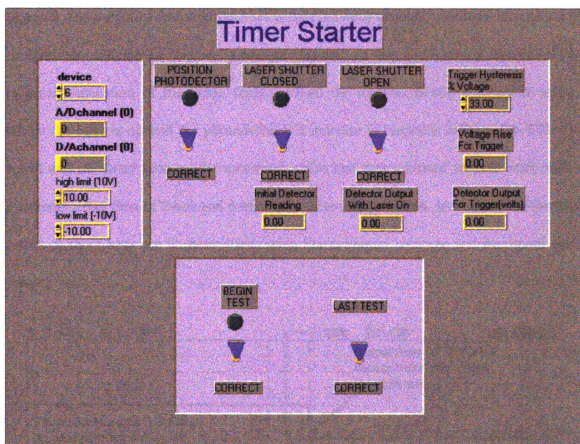 Timer Starter
device
6
A/Dchannel (0)
0
D/Achannel (0)
0
high limit (10V)
10.00
low limit (-10V)
-10.00
POSITION
PHOTODECTOR
CORRECT
LASER SHUTTER
CLOSED
CORRECT
LASER SHUTTER
OPEN
CORRECT
Trigger Hysteresis
% Voltage
33.00
Voltage Rise
For Trigger
0.00
Initial Detector
Reading
0.00
Detector Output
With Laser On
0.00
Detector Output
For Trigger(volts)
0.00
BEGIN
TEST
CORRECT
LAST TEST
CORRECT